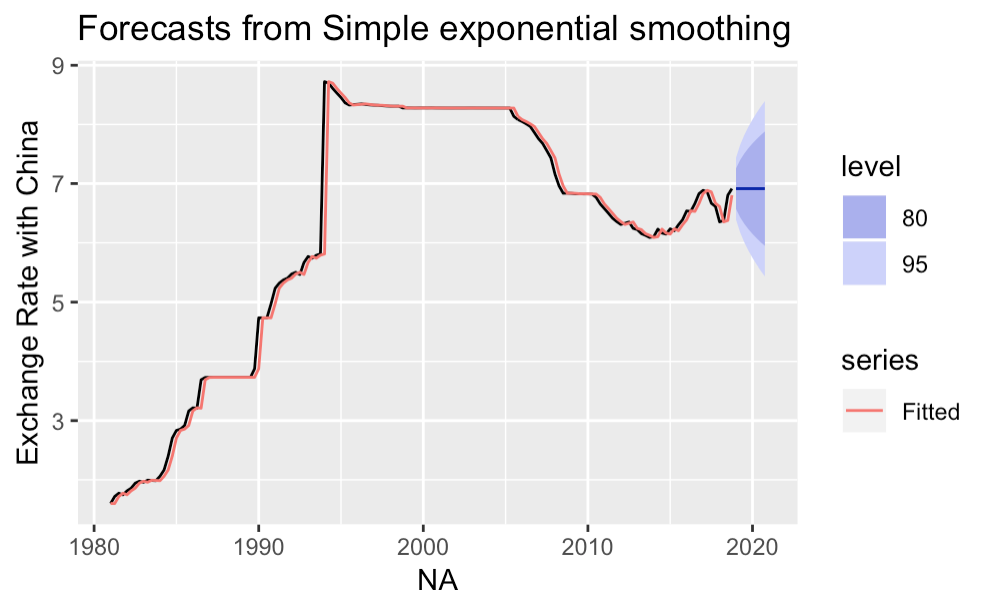 Forecasts from Simple exponential smoothing
Exchange Rate with China
9
7
5
3
1980
1990
2000
2010
2020
NA
level
80
95
series
Fitted